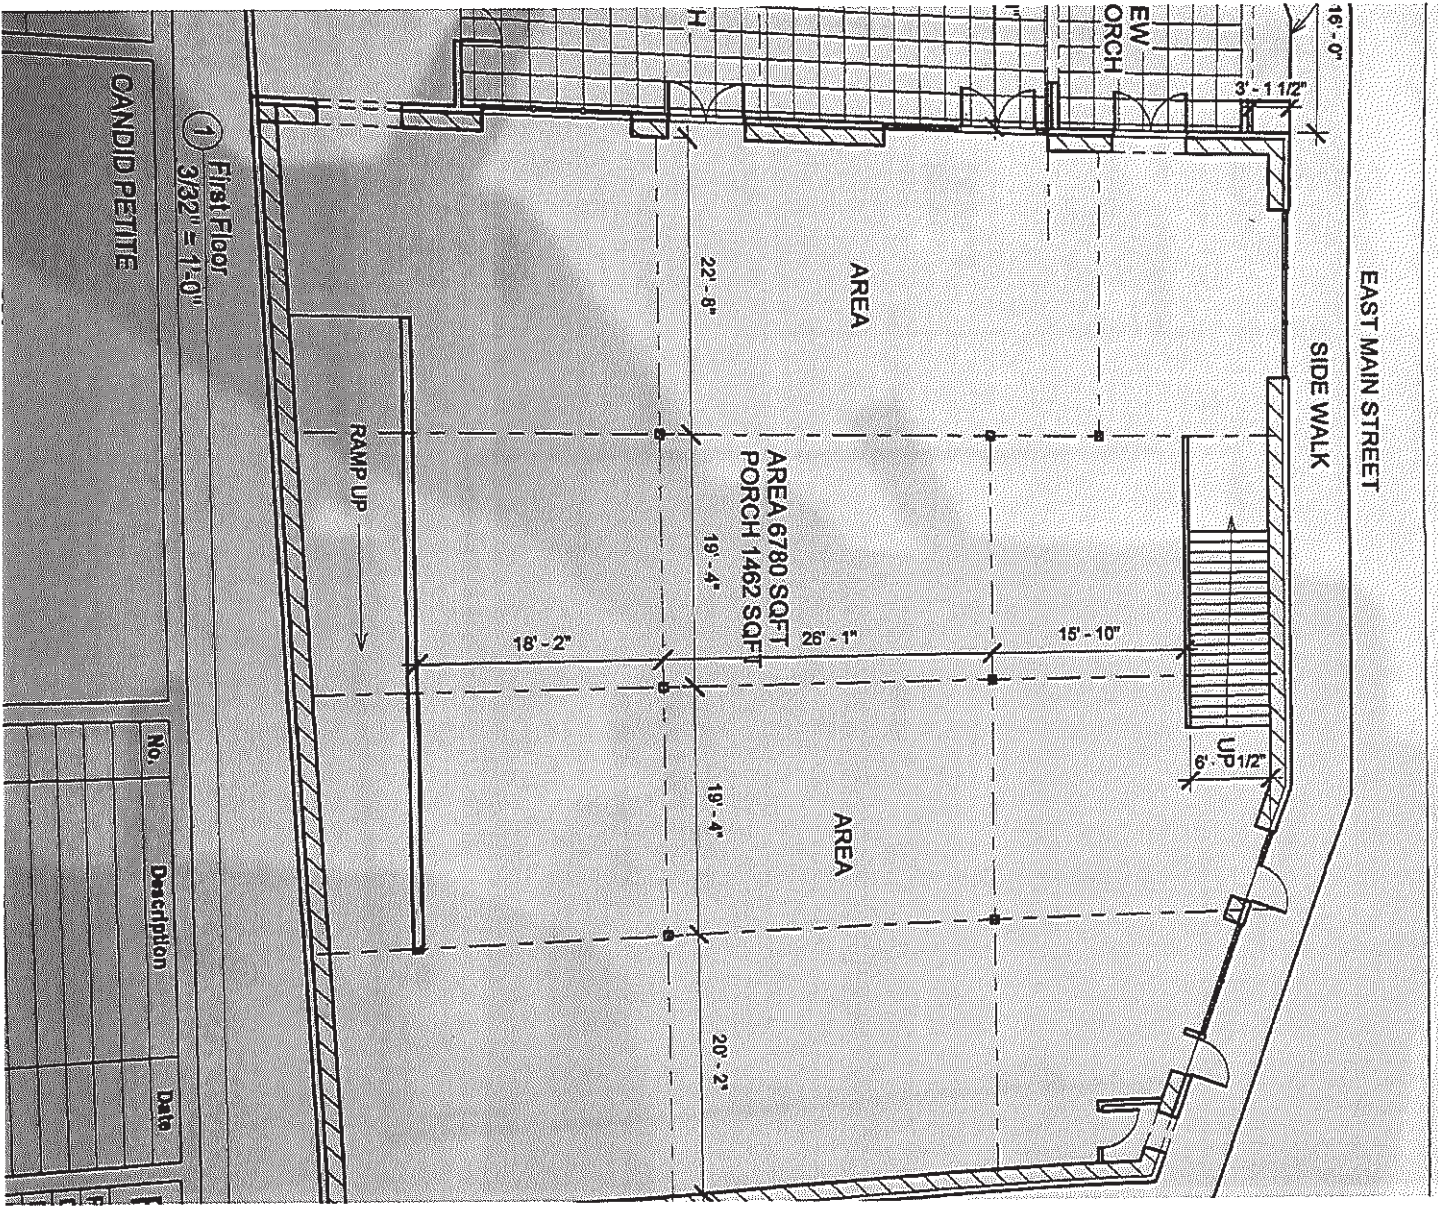 EAST MAIN STREET
SIDE WALK
16' - 0"
3' - 1 1/2"
EW
ORCH
H
AREA
22' - 8"
AREA 6780 SQFT
PORCH 1462 SQFT
19' - 4"
15' - 10"
26' - 1"
18' - 2"
UP
6' - 1/2"
RAMP UP
19' - 4"
AREA
20' - 2"
1
First Floor
3/32" = 1'-0"
CANDID PETITE
No.
Description
Date